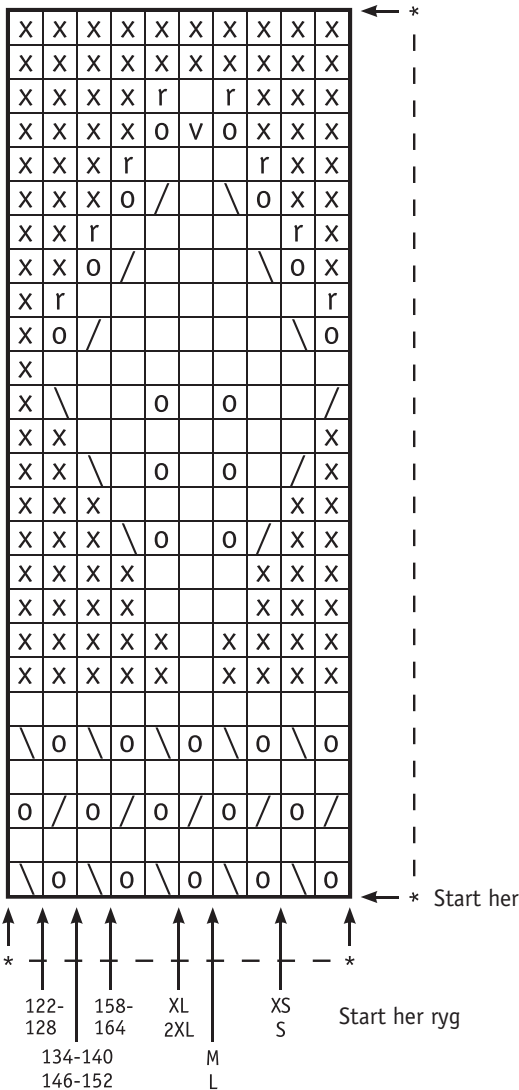 x x x x x x x x x x *
x x x x x x x x x x
x x x x r r x x x
x x x x o v o x x x
x x x r r x x
x x x o / \ o x x
x x r r x
x x o / \ o x
x r r
x o / \ o
x
x \ o o /
x x x
x x \ o o / x
x x x x x
x x x \ o o / x x
x x x x x x x
x x x x x x x
x x x x x x x x x
x x x x x x x x x
\ o \ o \ o \ o \ o
o / o / o / o / o /
\ o \ o \ o \ o \ o * Start her
* *
122- 158- XL XS
128 164 2XL S Start her ryg
134-140 M
146-152 L